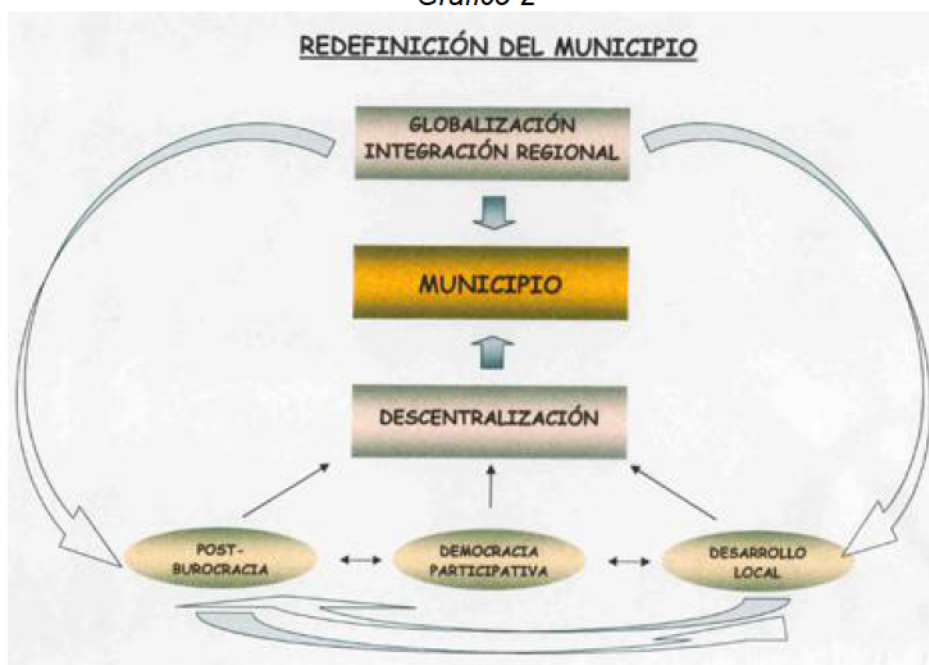 Gráfico 2
REDEFINICIÓN DEL MUNICIPIO
GLOBALIZACIÓN
INTEGRACIÓN REGIONAL
MUNICIPIO
DESCENTRALIZACIÓN
POST-
BUROCRACIA
DEMOCRACIA
PARTICIPATIVA
DESARROLLO
LOCAL